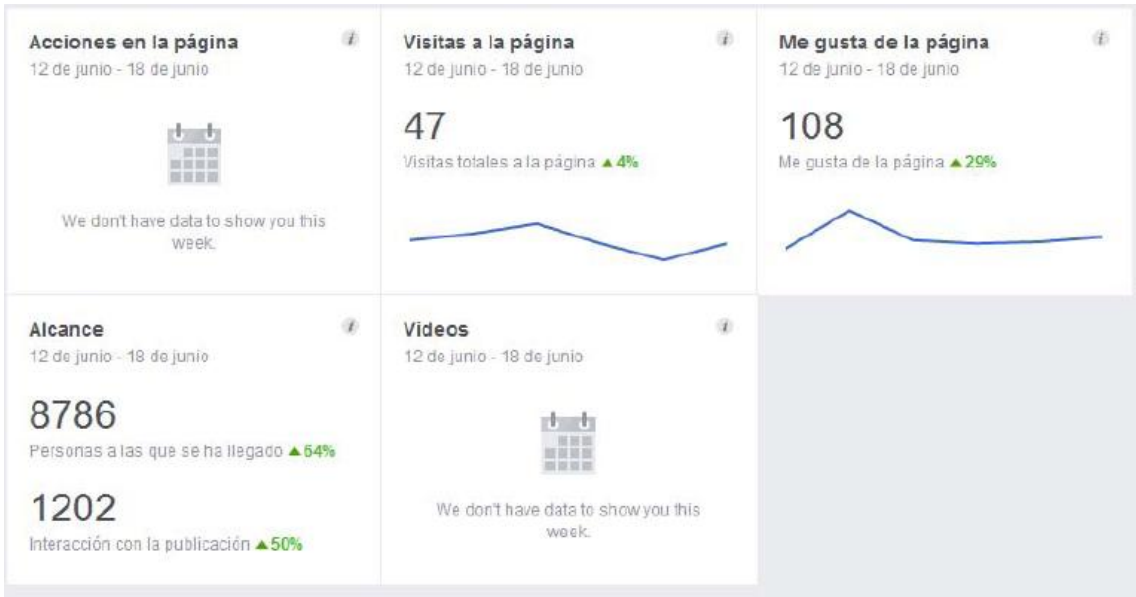 Acciones en la página
12 de junio - 18 de junio
We don't have data to show you this
week.
Visitas a la página
12 de junio - 18 de junio
47
Visitas totales a la página ▲4%
Me gusta de la página
12 de junio - 18 de junio
108
Me gusta de la página ▲29%
Alcance
12 de junio - 18 de junio
8786
Personas a las que se ha llegado ▲64%
1202
Interacción con la publicación ▲50%
Videos
12 de junio - 18 de junio
We don't have data to show you this
week.